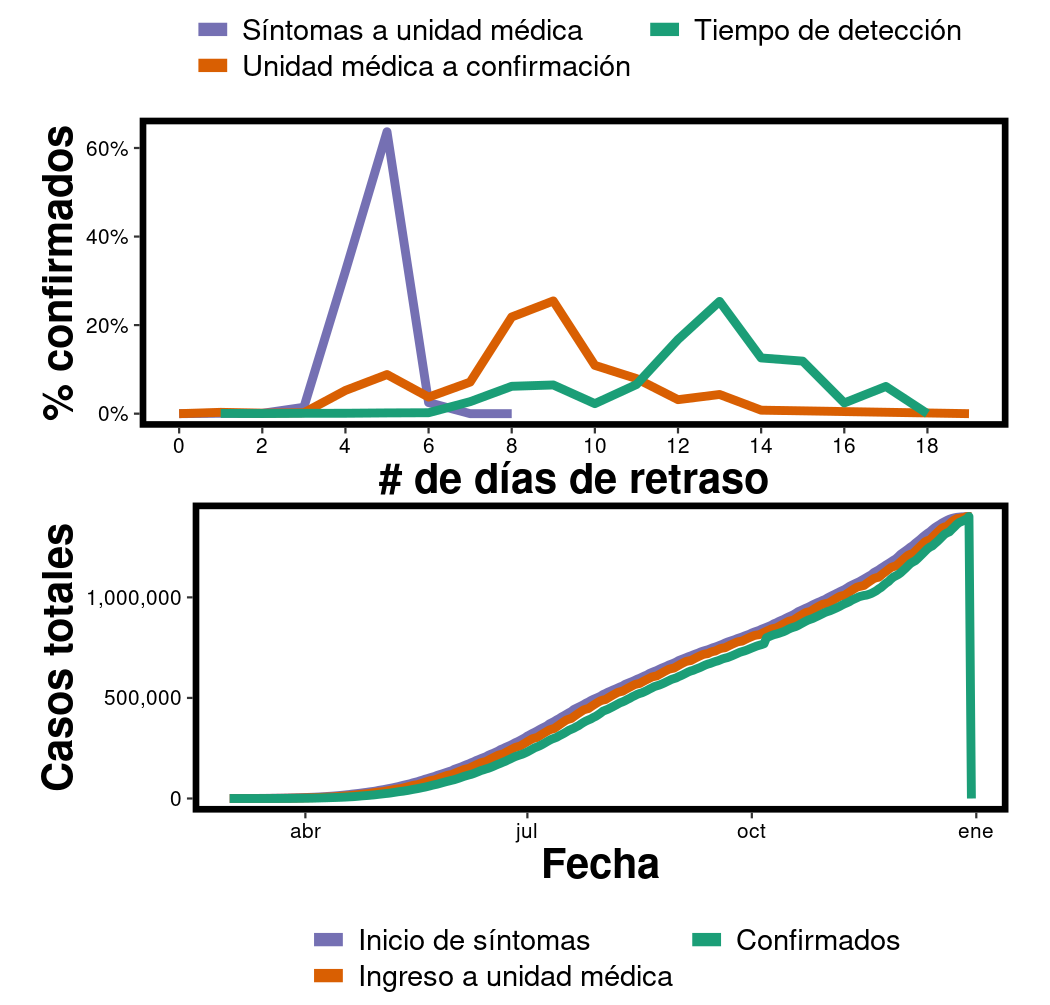 Síntomas a unidad médica
Tiempo de detección
Unidad médica a confirmación
% confirmados
60%
40%
20%
0%
0 2 4 6 8 10 12 14 16 18
# de días de retraso
Casos totales
1,000,000
500,000
0
abr jul oct ene
Fecha
Inicio de síntomas
Confirmados
Ingreso a unidad médica